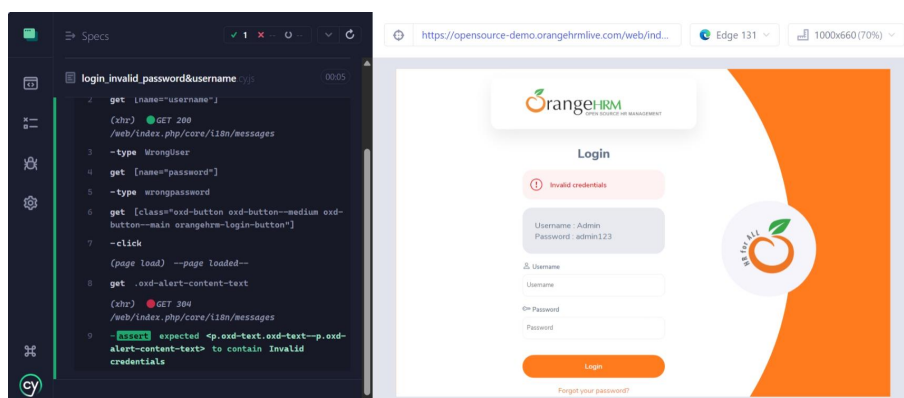 Specs
1
--
--
login_invalid_password&username.cy.js
00:05
2 get [name="username"]
(xhr) GET 200
/web/index.php/core/i18n/messages
3 -type WrongUser
4 get [name="password"]
5 -type wrongpassword
6 get [class="oxd-button oxd-button--medium oxd-
button--main orangehrm-login-button"]
7 -click
(page load) --page loaded--
8 get .oxd-alert-content-text
(xhr) GET 304
/web/index.php/core/i18n/messages
9 -assert expected <p.oxd-text.oxd-text--p.oxd-
alert-content-text> to contain Invalid
credentials
cy
https://opensource-demo.orangehrmlive.com/web/ind...
Edge 131
1000x660 (70%)
OrangeHRM
OPEN SOURCE HR MANAGEMENT
Login
Invalid credentials
Username : Admin
Password : admin123
Username
Username
Password
Password
Login
Forgot your password?
HR for ALL